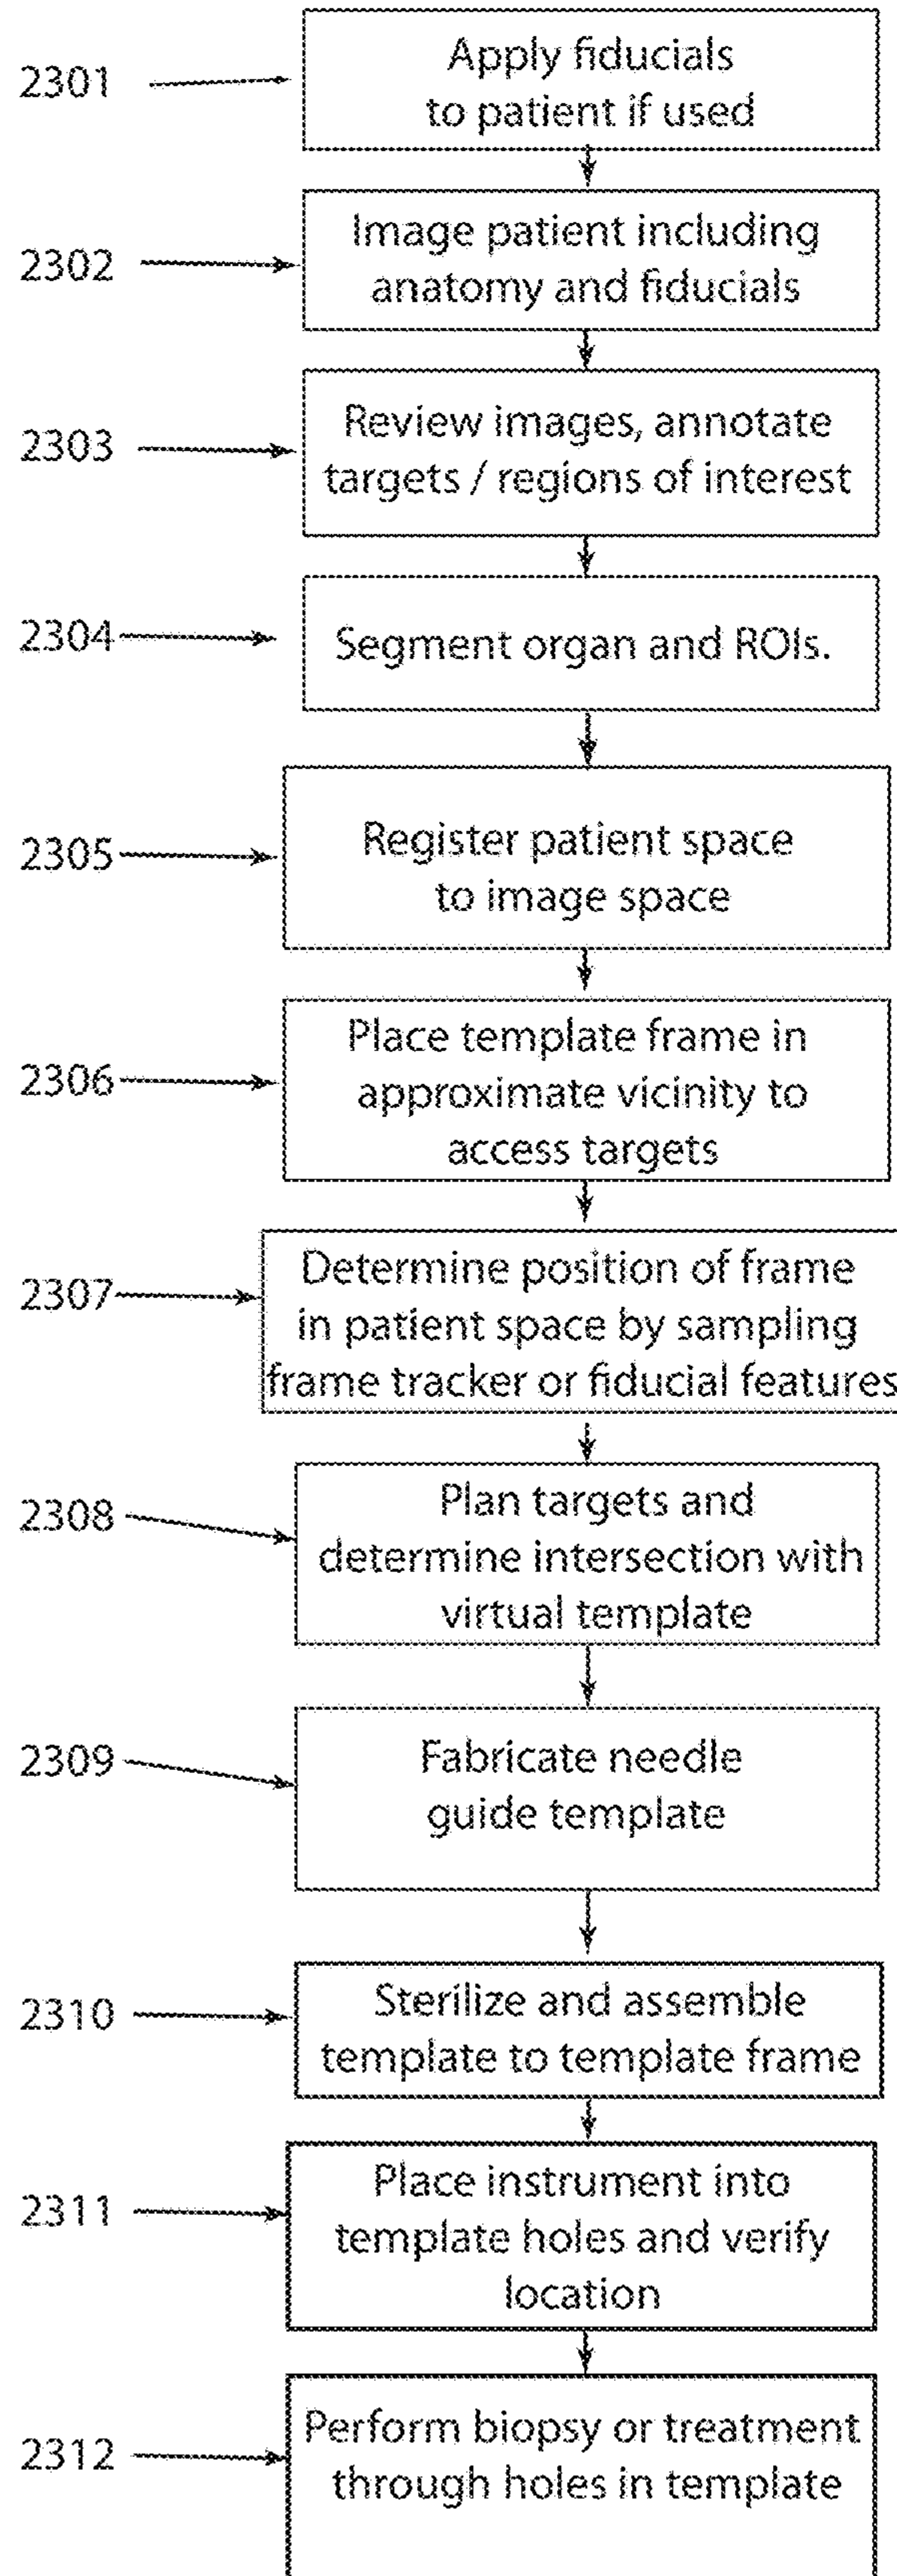 2301
Apply fiducials
to patient if used
2302
Image patient including
anatomy and fiducials
2303
Review images, annotate
targets / regions of interest
2304
Segment organ and ROIs.
2305
Register patient space
to image space
2306
Place template frame in
approximate vicinity to
access targets
2307
Determine position of frame
in patient space by sampling
frame tracker or fiducial features
2308
Plan targets and
determine intersection with
virtual template
2309
Fabricate needle
guide template
2310
Sterilize and assemble
template to template frame
2311
Place instrument into
template holes and verify
location
2312
Perform biopsy or treatment
through holes in template